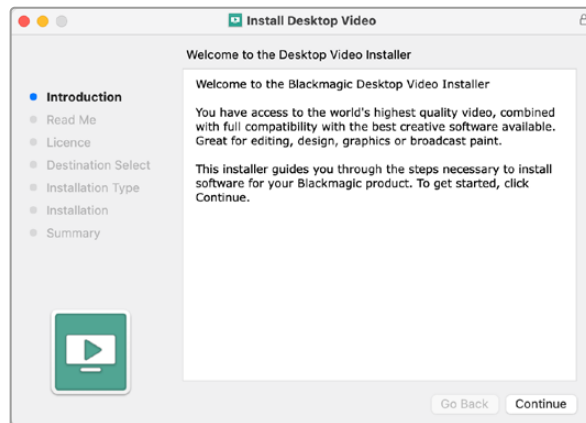 Install Desktop Video
Welcome to the Desktop Video Installer
Introduction
Read Me
Licence
Destination Select
Installation Type
Installation
Summary
Welcome to the Blackmagic Desktop Video Installer
You have access to the world's highest quality video, combined
with full compatibility with the best creative software available.
Great for editing, design, graphics or broadcast paint.
This installer guides you through the steps necessary to install
software for your Blackmagic product. To get started, click
Continue.
Go Back
Continue